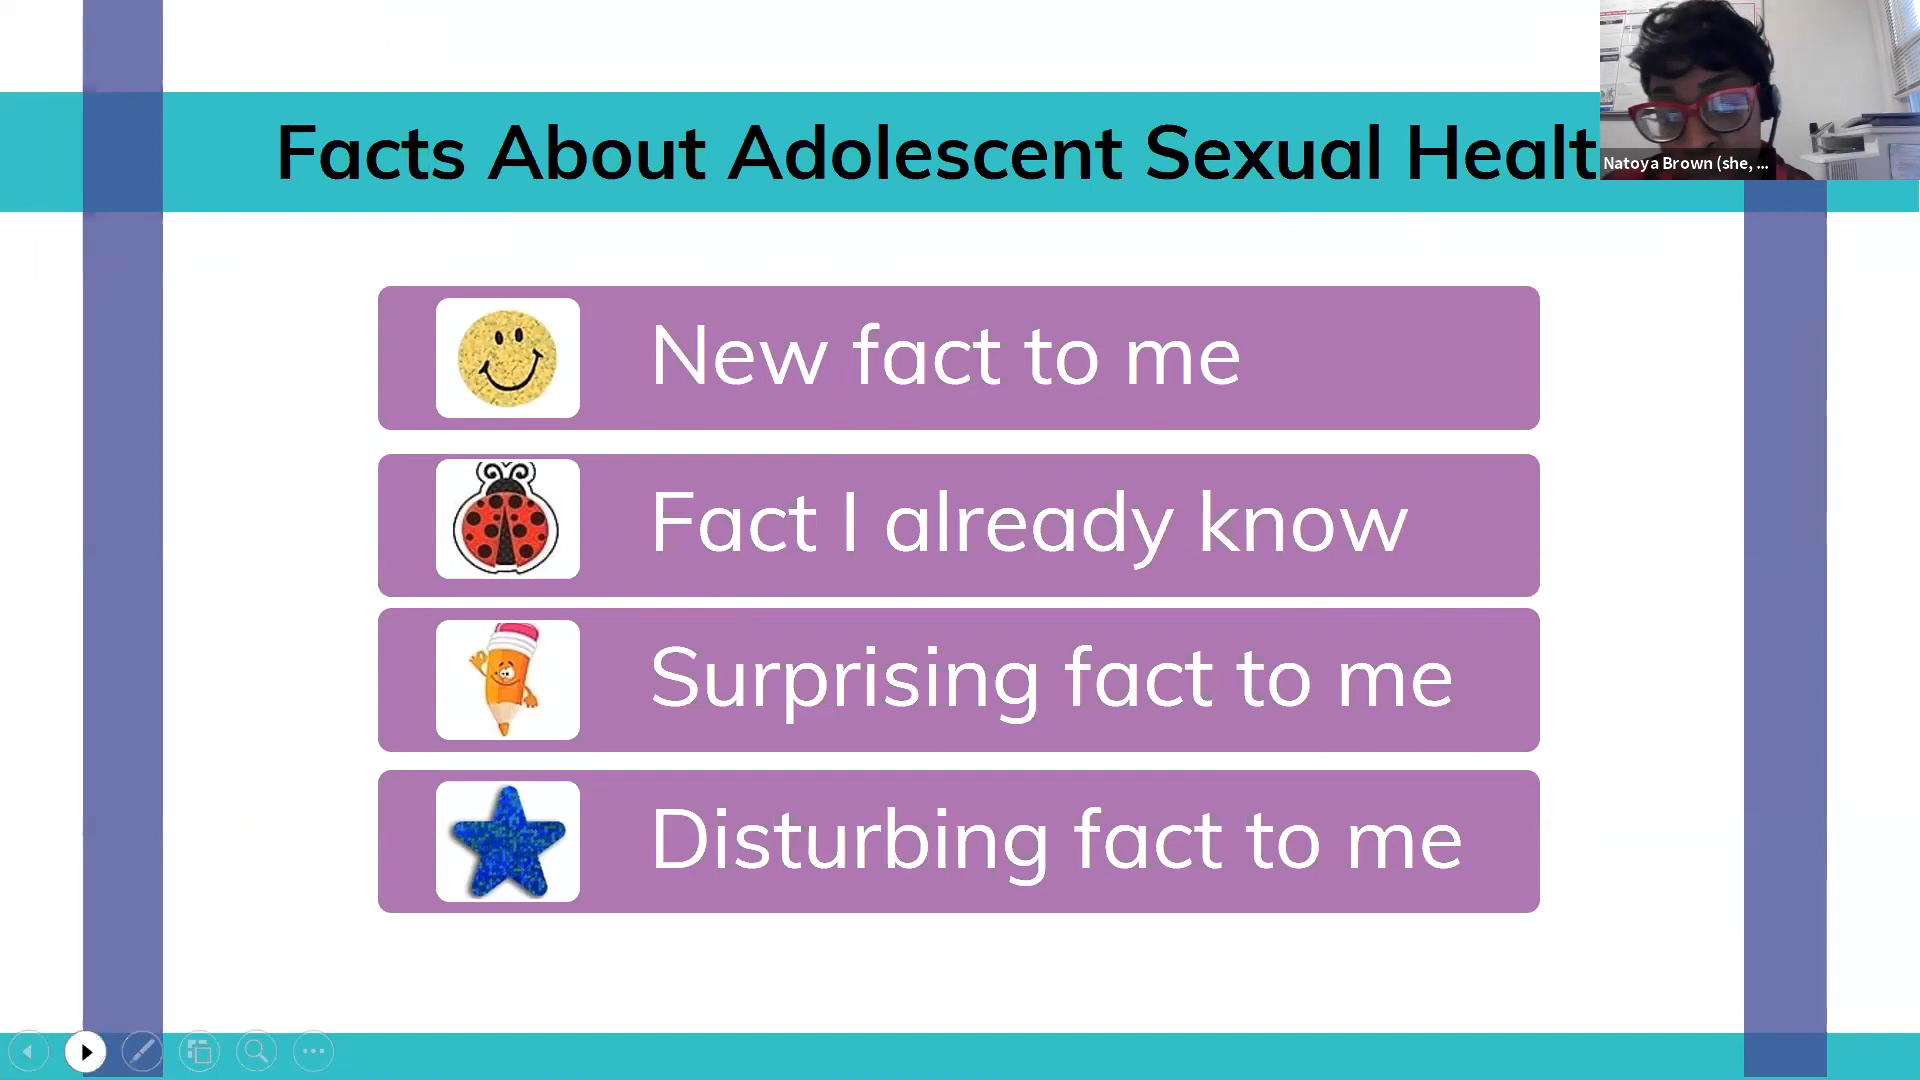 Facts About Adolescent Sexual Healt
Natoya Brown (she, ...
New fact to me
Fact I already know
Surprising fact to me
Disturbing fact to me